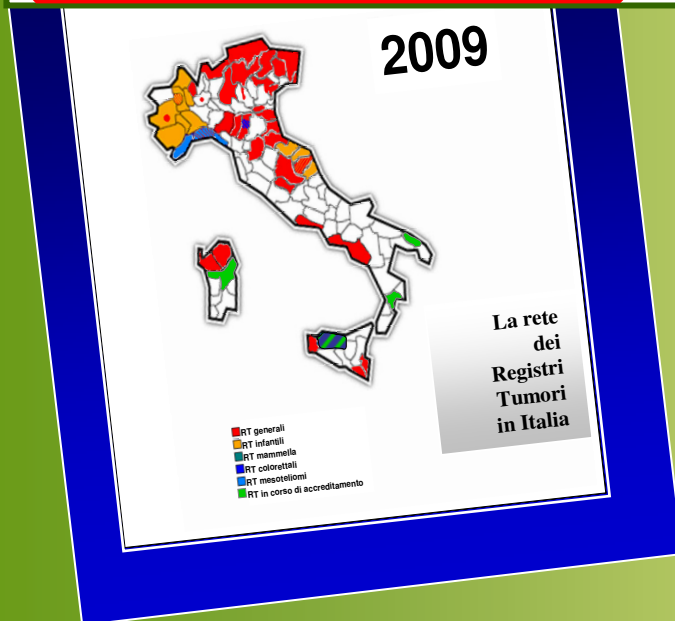 2009
La rete
dei
Registri
Tumori
in Italia
RT generali
RT infantili
RT mammella
RT colorettali
RT mesoteliomi
RT in corso di accreditamento